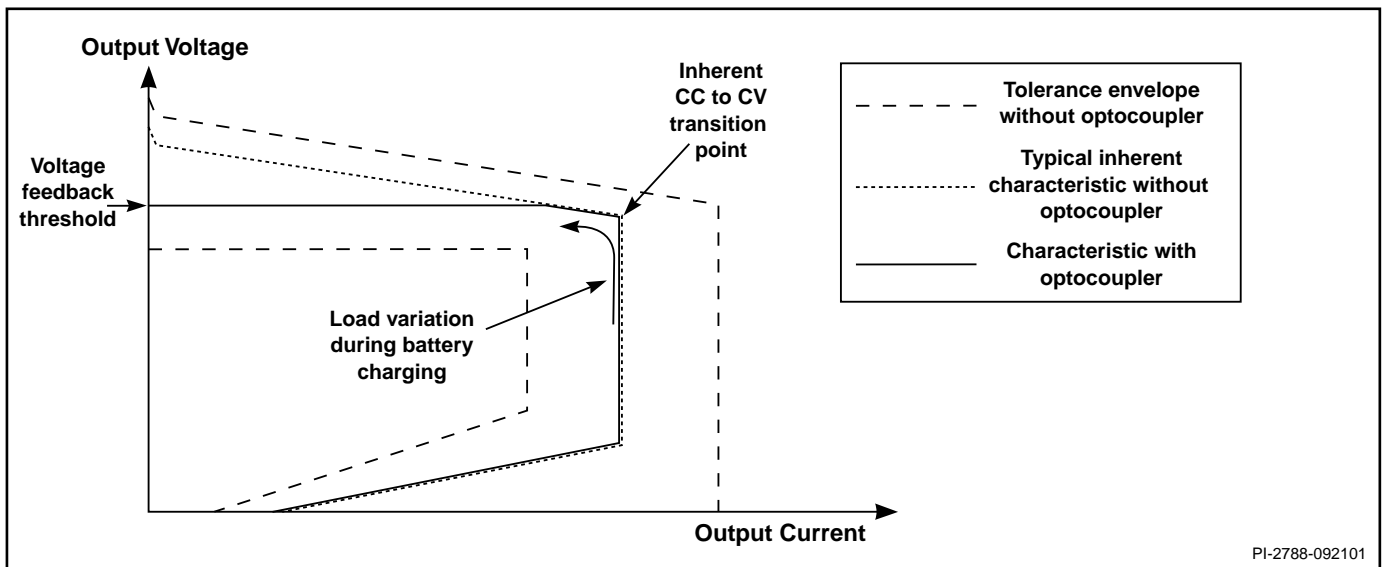 Output Voltage
Inherent
CC to CV
transition
point
Voltage
feedback
threshold
Load variation
during battery
charging
Output Current
Tolerance envelope
without optocoupler
Typical inherent
characteristic without
optocoupler
Characteristic with
optocoupler
PI-2788-092101